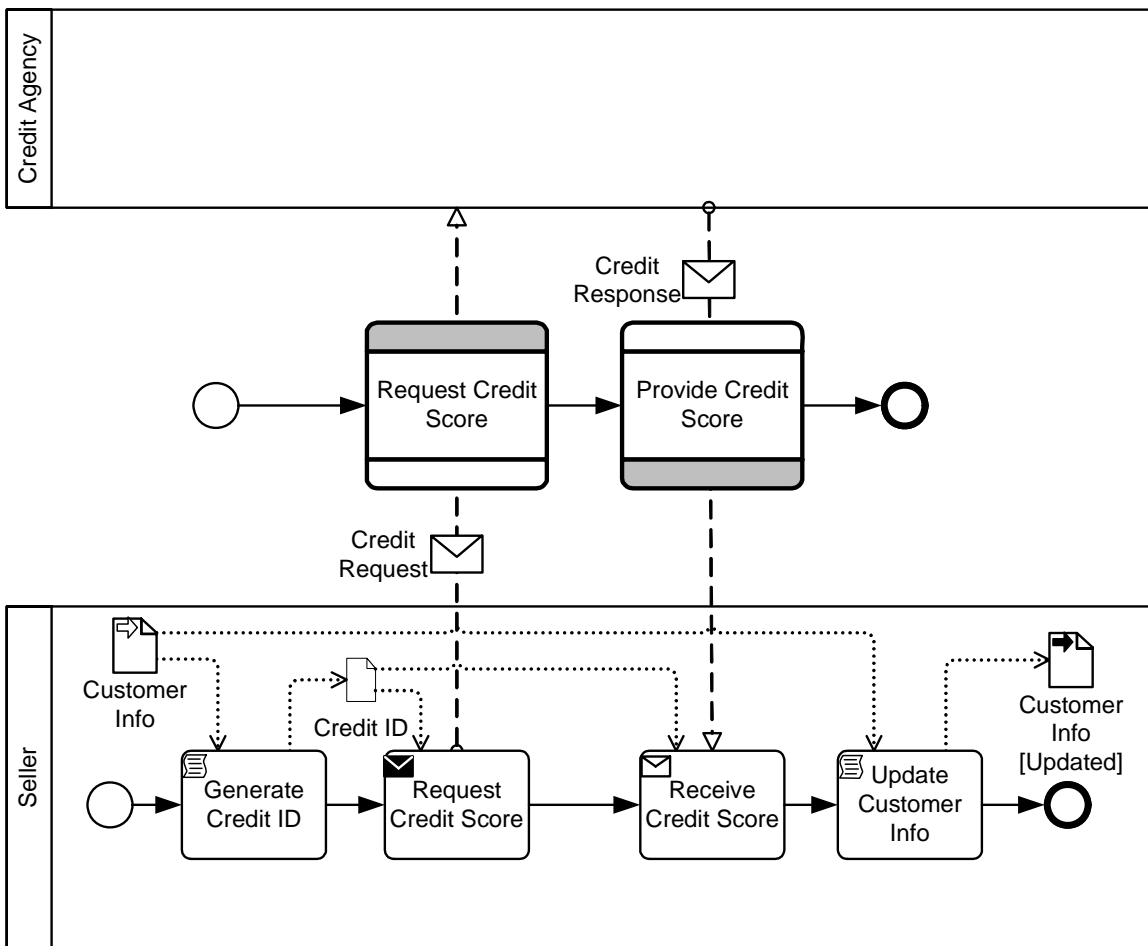 Credit Agency
Credit
Response
Request Credit
Score
Provide Credit
Score
Credit
Request
Seller
Customer
Info
Credit ID
Customer
Info
[Updated]
Generate
Credit ID
Request
Credit Score
Receive
Credit Score
Update
Customer
Info